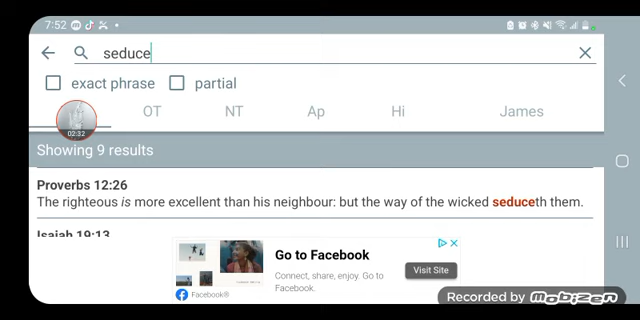 7:52
seduce
exact phrase partial
OT NT Ap Hi James
02:32
Showing 9 results
Proverbs 12:26
The righteous is more excellent than his neighbour: but the way of the wicked seduceth them.
Isaiah 19:13
Go to Facebook
Connect, share, enjoy. Go to
Facebook.
Visit Site
Facebook®
Recorded by Mobizen